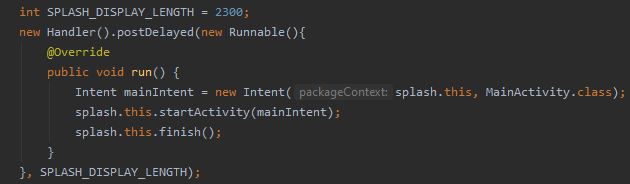 int SPLASH_DISPLAY_LENGTH = 2300;
new Handler().postDelayed(new Runnable(){
@Override
public void run() {
Intent mainIntent = new Intent( packageContext: splash.this, MainActivity.class);
splash.this.startActivity(mainIntent);
splash.this.finish();
}
}, SPLASH_DISPLAY_LENGTH);